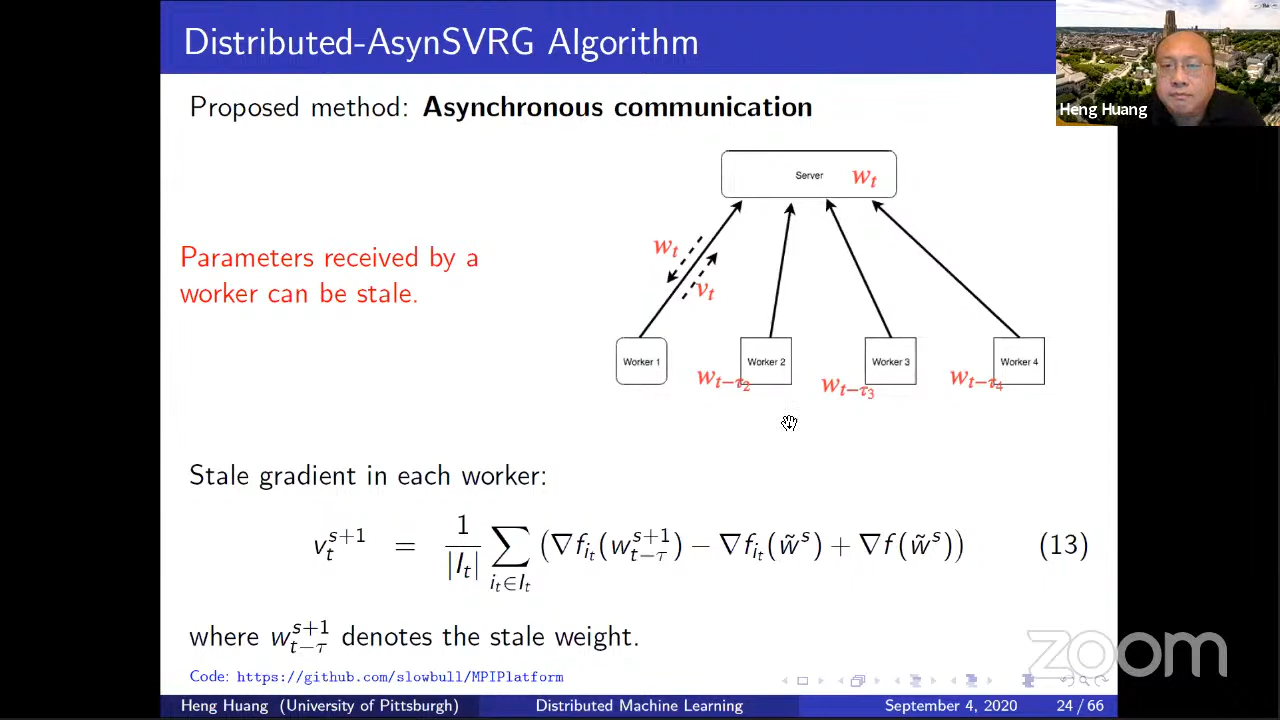 Distributed-AsynSVRG Algorithm
Heng Huang
Proposed method: Asynchronous communication
Server w_t
Parameters received by a
worker can be stale.
w_t
v_t
Worker 1
Worker 2
Worker 3
Worker 4
w_{t−τ_2}
w_{t−τ_3}
w_{t−τ_4}
Stale gradient in each worker:
v_t^{s+1} = \frac{1}{|I_t|} \sum_{i_t∈I_t} (∇f_{i_t}(w_{t−τ}^{s+1}) − ∇f_{i_t}(w̃^s) + ∇f(w̃^s)) (13)
where w_{t−τ}^{s+1} denotes the stale weight.
Code: https://github.com/slowbull/MPIPlatform
zoom
Heng Huang (University of Pittsburgh) Distributed Machine Learning September 4, 2020 24 / 66